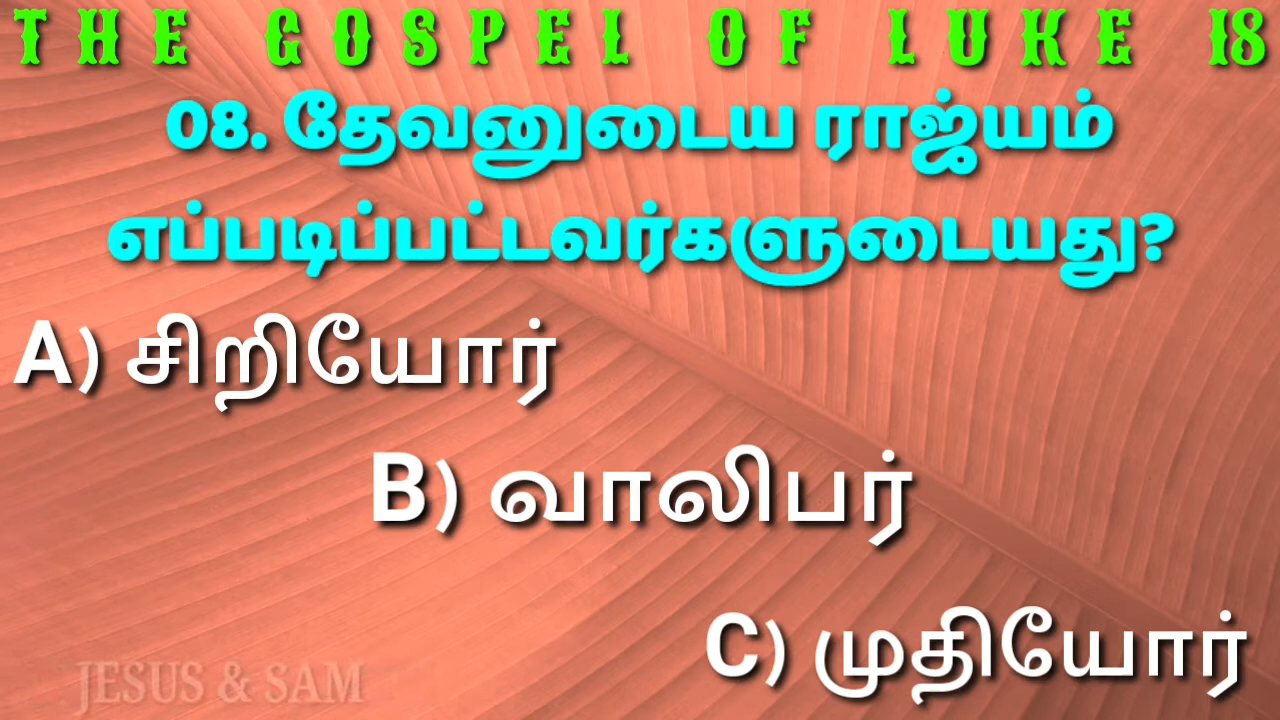 THE GOSPEL OF LUKE 18
08. தேவனுடைய ராஜ்யம்
எப்படிப்பட்டவர்களுடையது?
A) சிறியோர்
B) வாலிபர்
C) முதியோர்
JESUS & SAM